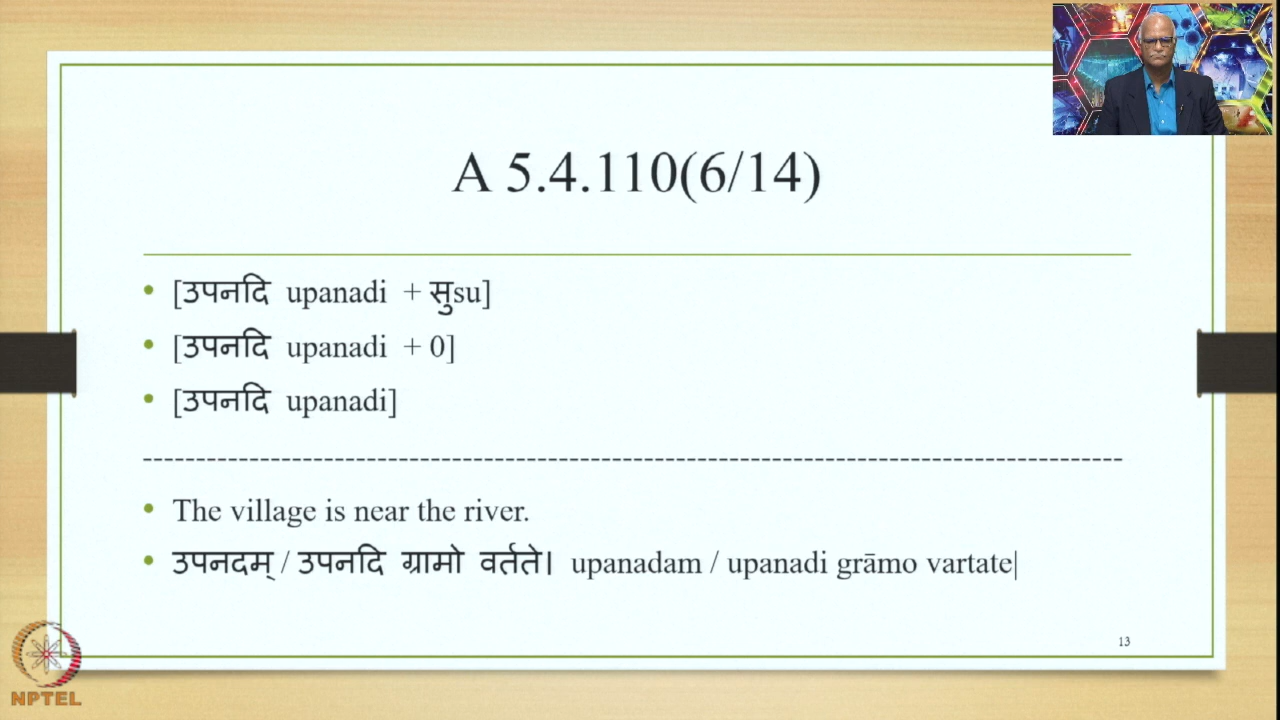 A 5.4.110(6/14)
• [उपनदि upanadi + सुsu]
• [उपनदि upanadi + 0]
• [उपनदि upanadi]
--------------------------------------------------------------------------------------------
• The village is near the river.
• उपनदम् / उपनदि ग्रामो वर्तते। upanadam / upanadi grāmo vartate|
13
NPTEL